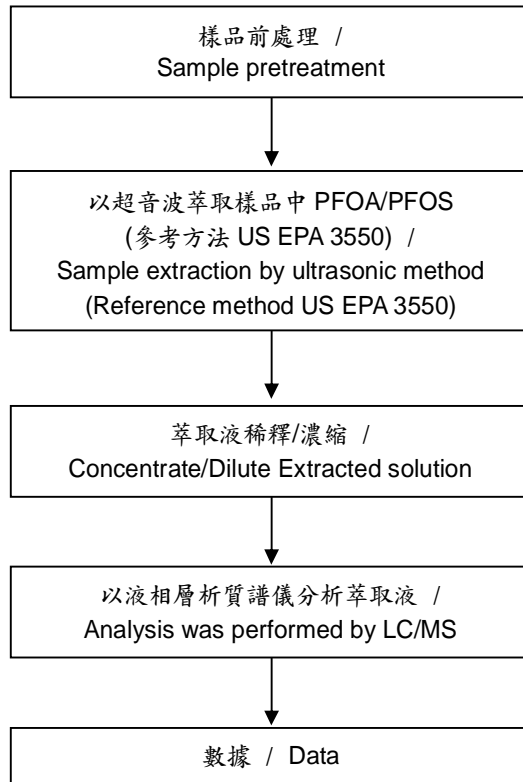 樣品前處理 /
Sample pretreatment
以超音波萃取樣品中 PFOA/PFOS
(參考方法 US EPA 3550) /
Sample extraction by ultrasonic method
(Reference method US EPA 3550)
萃取液稀釋/濃縮 /
Concentrate/Dilute Extracted solution
以液相層析質譜儀分析萃取液 /
Analysis was performed by LC/MS
數據 / Data